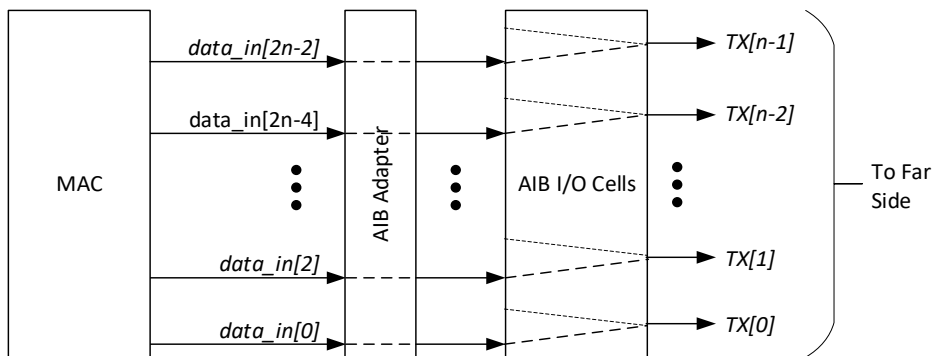 data_in[2n-2]
TX[n-1]
data_in[2n-4]
TX[n-2]
MAC
AIB Adapter
AIB I/O Cells
To Far
Side
data_in[2]
TX[1]
data_in[0]
TX[0]